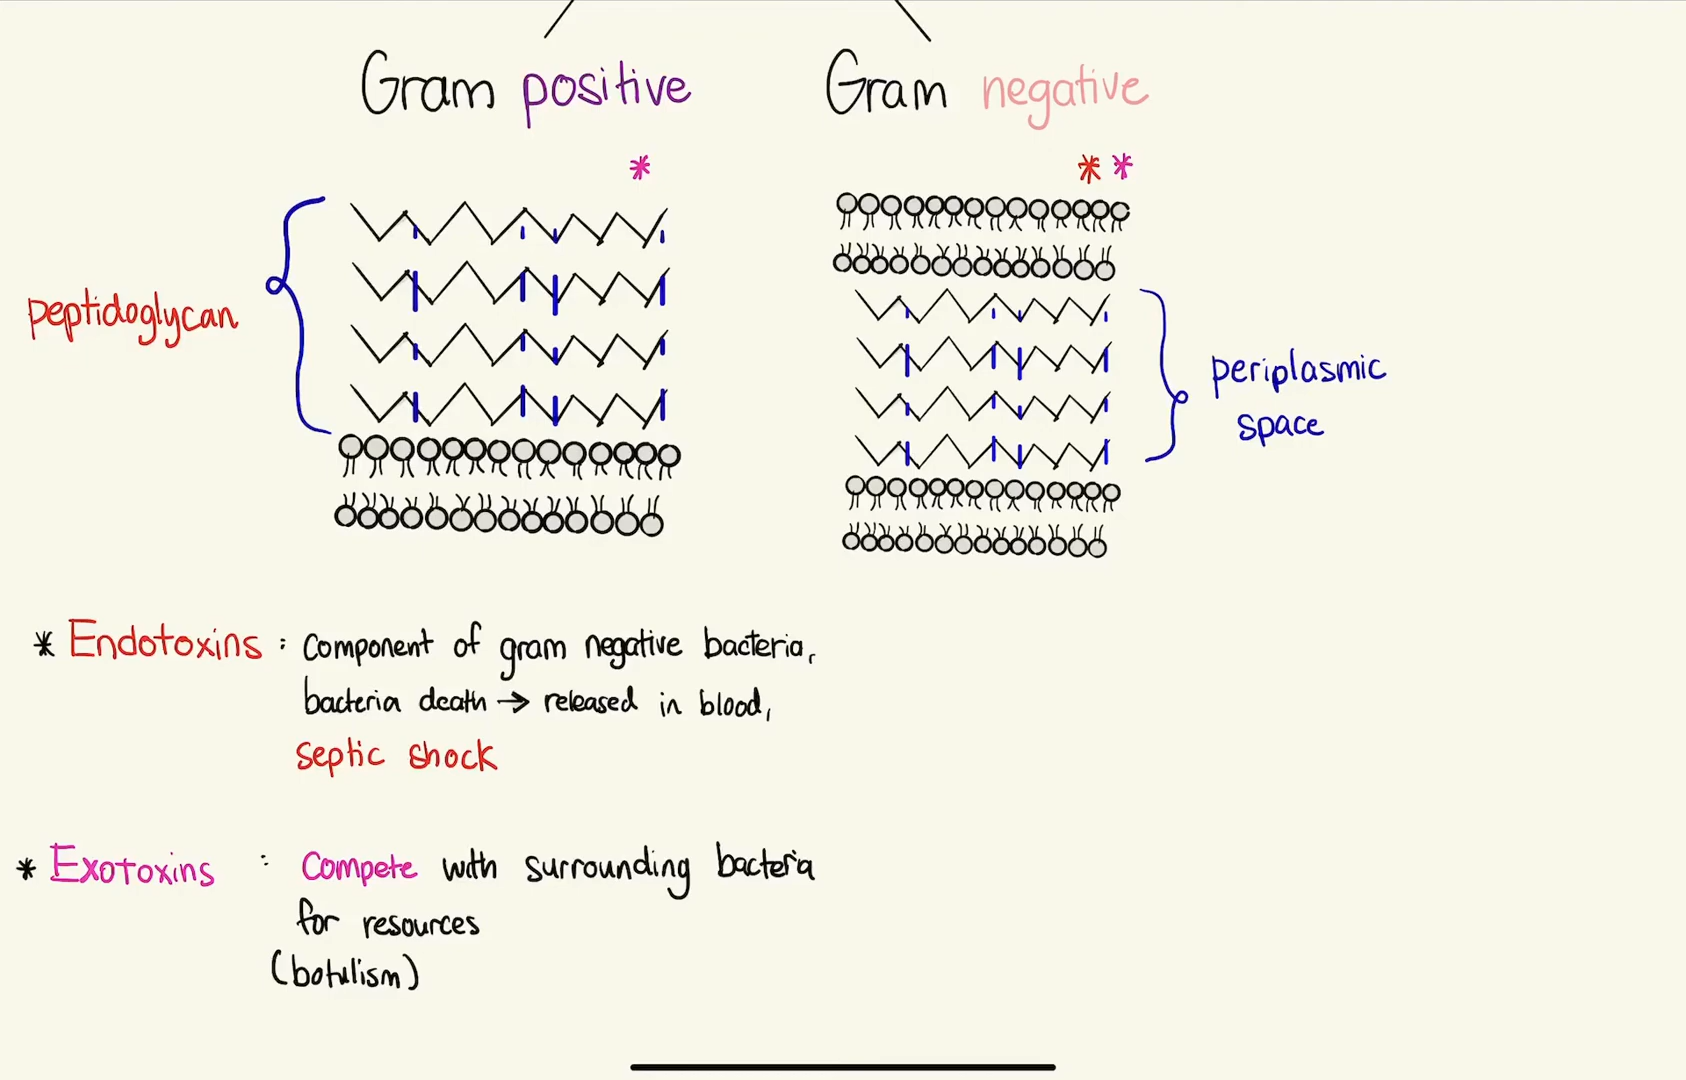 Gram positive
Gram negative
*
* *
peptidoglycan
periplasmic
space
* Endotoxins : Component of gram negative bacteria,
bacteria death → released in blood,
septic shock
* Exotoxins : Compete with surrounding bacteria
for resources
(botulism)